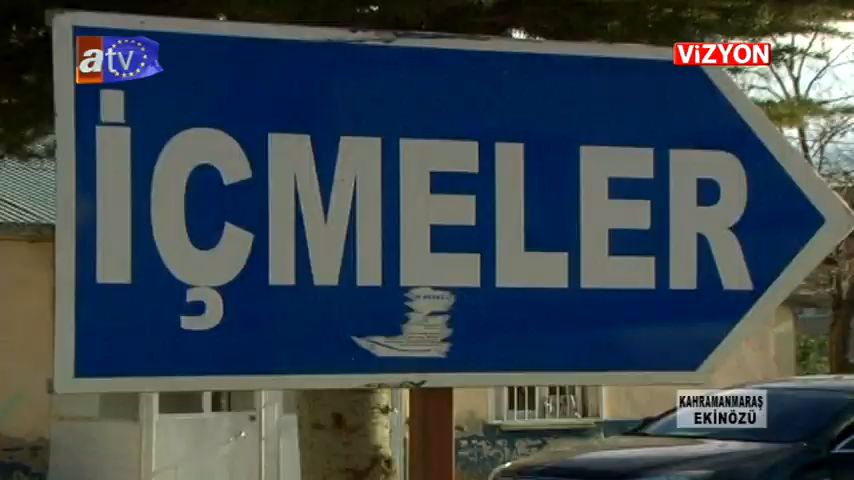 atv
VİZYON
İÇMELER
KAHRAMANMARAŞ
EKİNÖZÜ